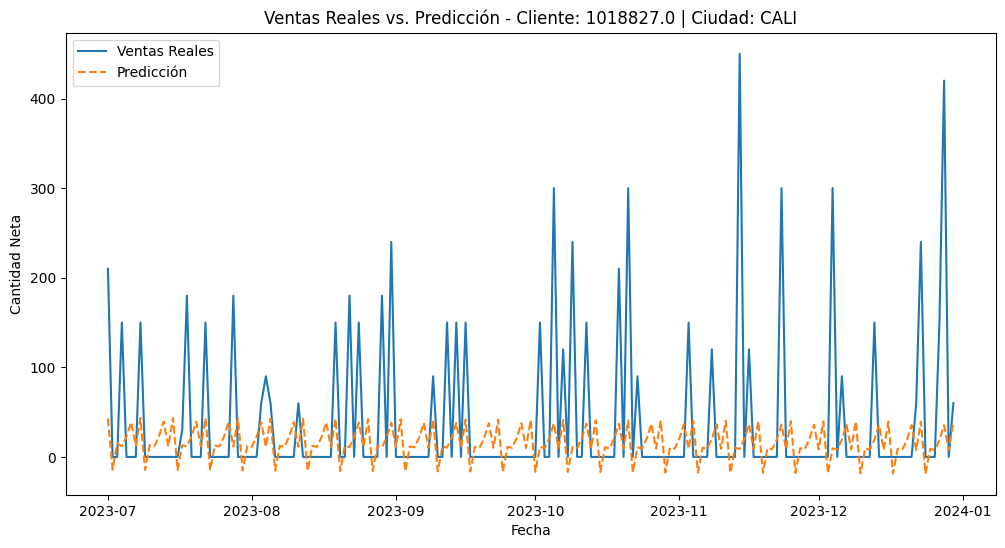 Ventas Reales vs. Predicción - Cliente: 1018827.0 | Ciudad: CALI
Ventas Reales
Predicción
Cantidad Neta
400
300
200
100
0
2023-07
2023-08
2023-09
2023-10
2023-11
2023-12
2024-01
Fecha